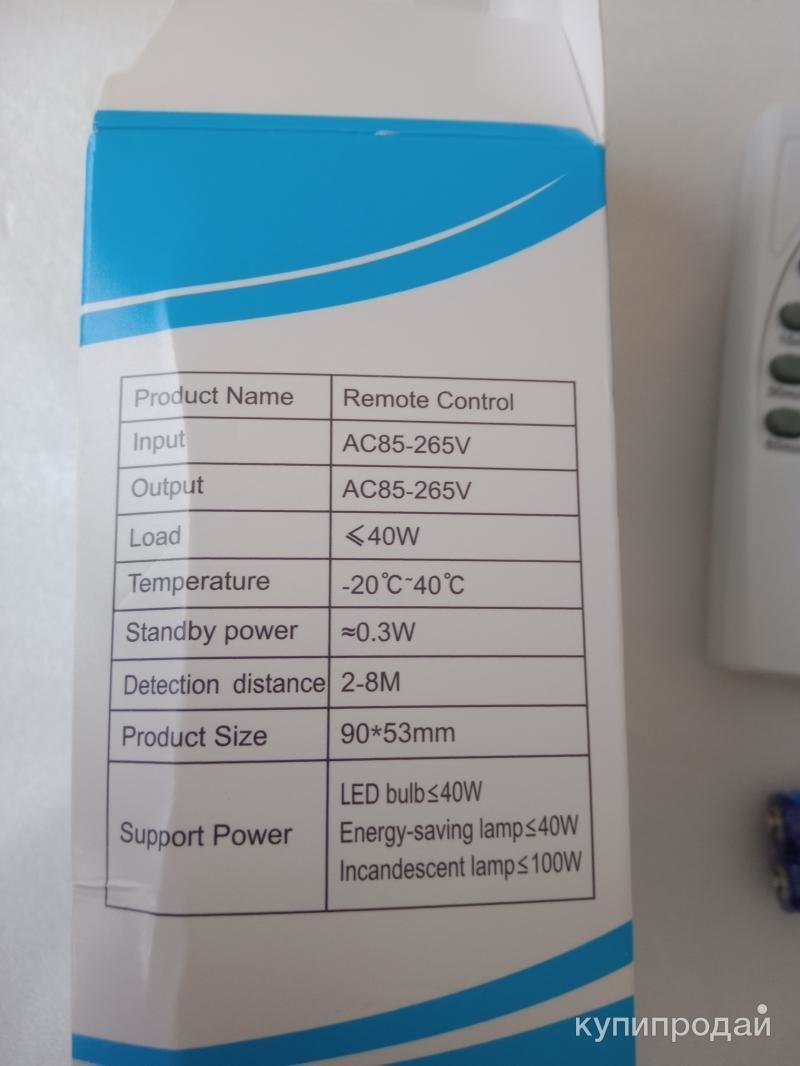 Product Name Remote Control
Input AC85-265V
Output AC85-265V
Load ⩽40W
Temperature -20℃~40℃
Standby power ≈0.3W
Detection distance 2-8M
Product Size 90*53mm
Support Power
LED bulb≤40W
Energy-saving lamp≤40W
Incandescent lamp≤100W
купипродай